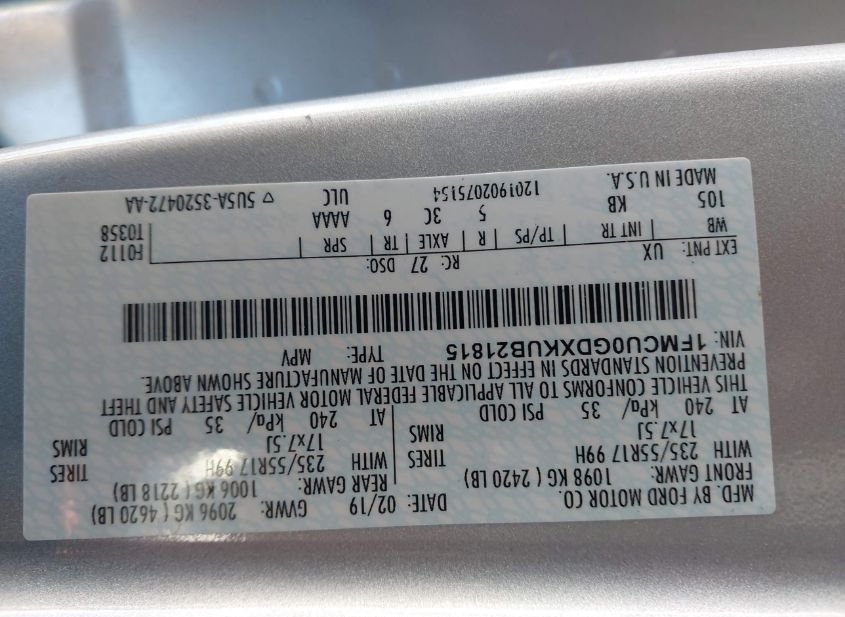 MFD. BY FORD MOTOR CO.
DATE: 02/19 GVWR: 2096 KG ( 4620 LB)
FRONT GAWR: 1098 KG ( 2420 LB)
REAR GAWR: 1006 KG ( 2218 LB)
WITH 235/55R17 99H TIRES
WITH 235/55R17 99H TIRES
17x7.5J RIMS
17x7.5J RIMS
AT 240 kPa/ 35 PSI COLD
AT 240 kPa/ 35 PSI COLD
THIS VEHICLE CONFORMS TO ALL APPLICABLE FEDERAL MOTOR VEHICLE SAFETY AND THEFT
PREVENTION STANDARDS IN EFFECT ON THE DATE OF MANUFACTURE SHOWN ABOVE.
VIN: 1FMCU0GDXKUB21815 TYPE: MPV
EXT PNT: UX RC: 27 DSO:
WB | INT TR | TP/PS | R | AXLE | TR | SPR
F0112
T0358
105 KB 5 3C 6 AAAA
MADE IN U.S.A. 1201902075154 ULC ▽ 5U5A-3520472-AA